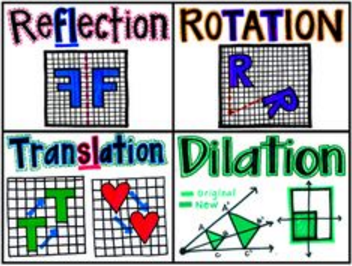 Reflection
F F
ROTATION
R
R
Translation
T
T
Dilation
Original
New
A'
A
B
B'
C
C'